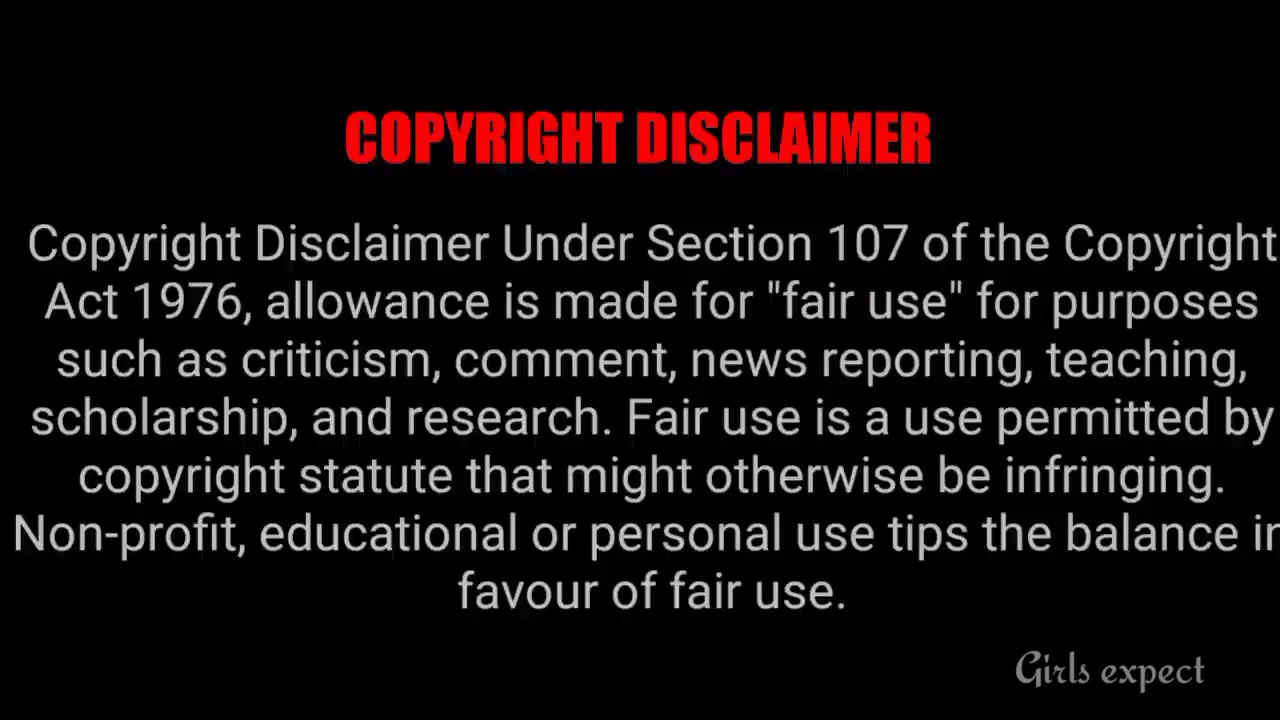 COPYRIGHT DISCLAIMER
Copyright Disclaimer Under Section 107 of the Copyright
Act 1976, allowance is made for "fair use" for purposes
such as criticism, comment, news reporting, teaching,
scholarship, and research. Fair use is a use permitted by
copyright statute that might otherwise be infringing.
Non-profit, educational or personal use tips the balance in
favour of fair use.
Girls expect